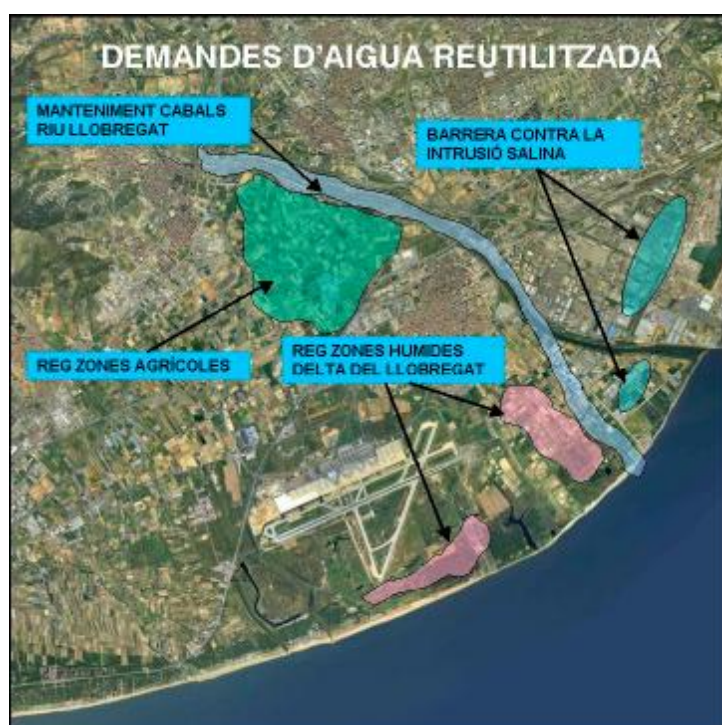 DEMANDES D'AIGUA REUTILITZADA
MANTENIMENT CABALS
RIU LLOBREGAT
BARRERA CONTRA LA
INTRUSIÓ SALINA
REG ZONES AGRÍCOLES
REG ZONES HUMIDES
DELTA DEL LLOBREGAT